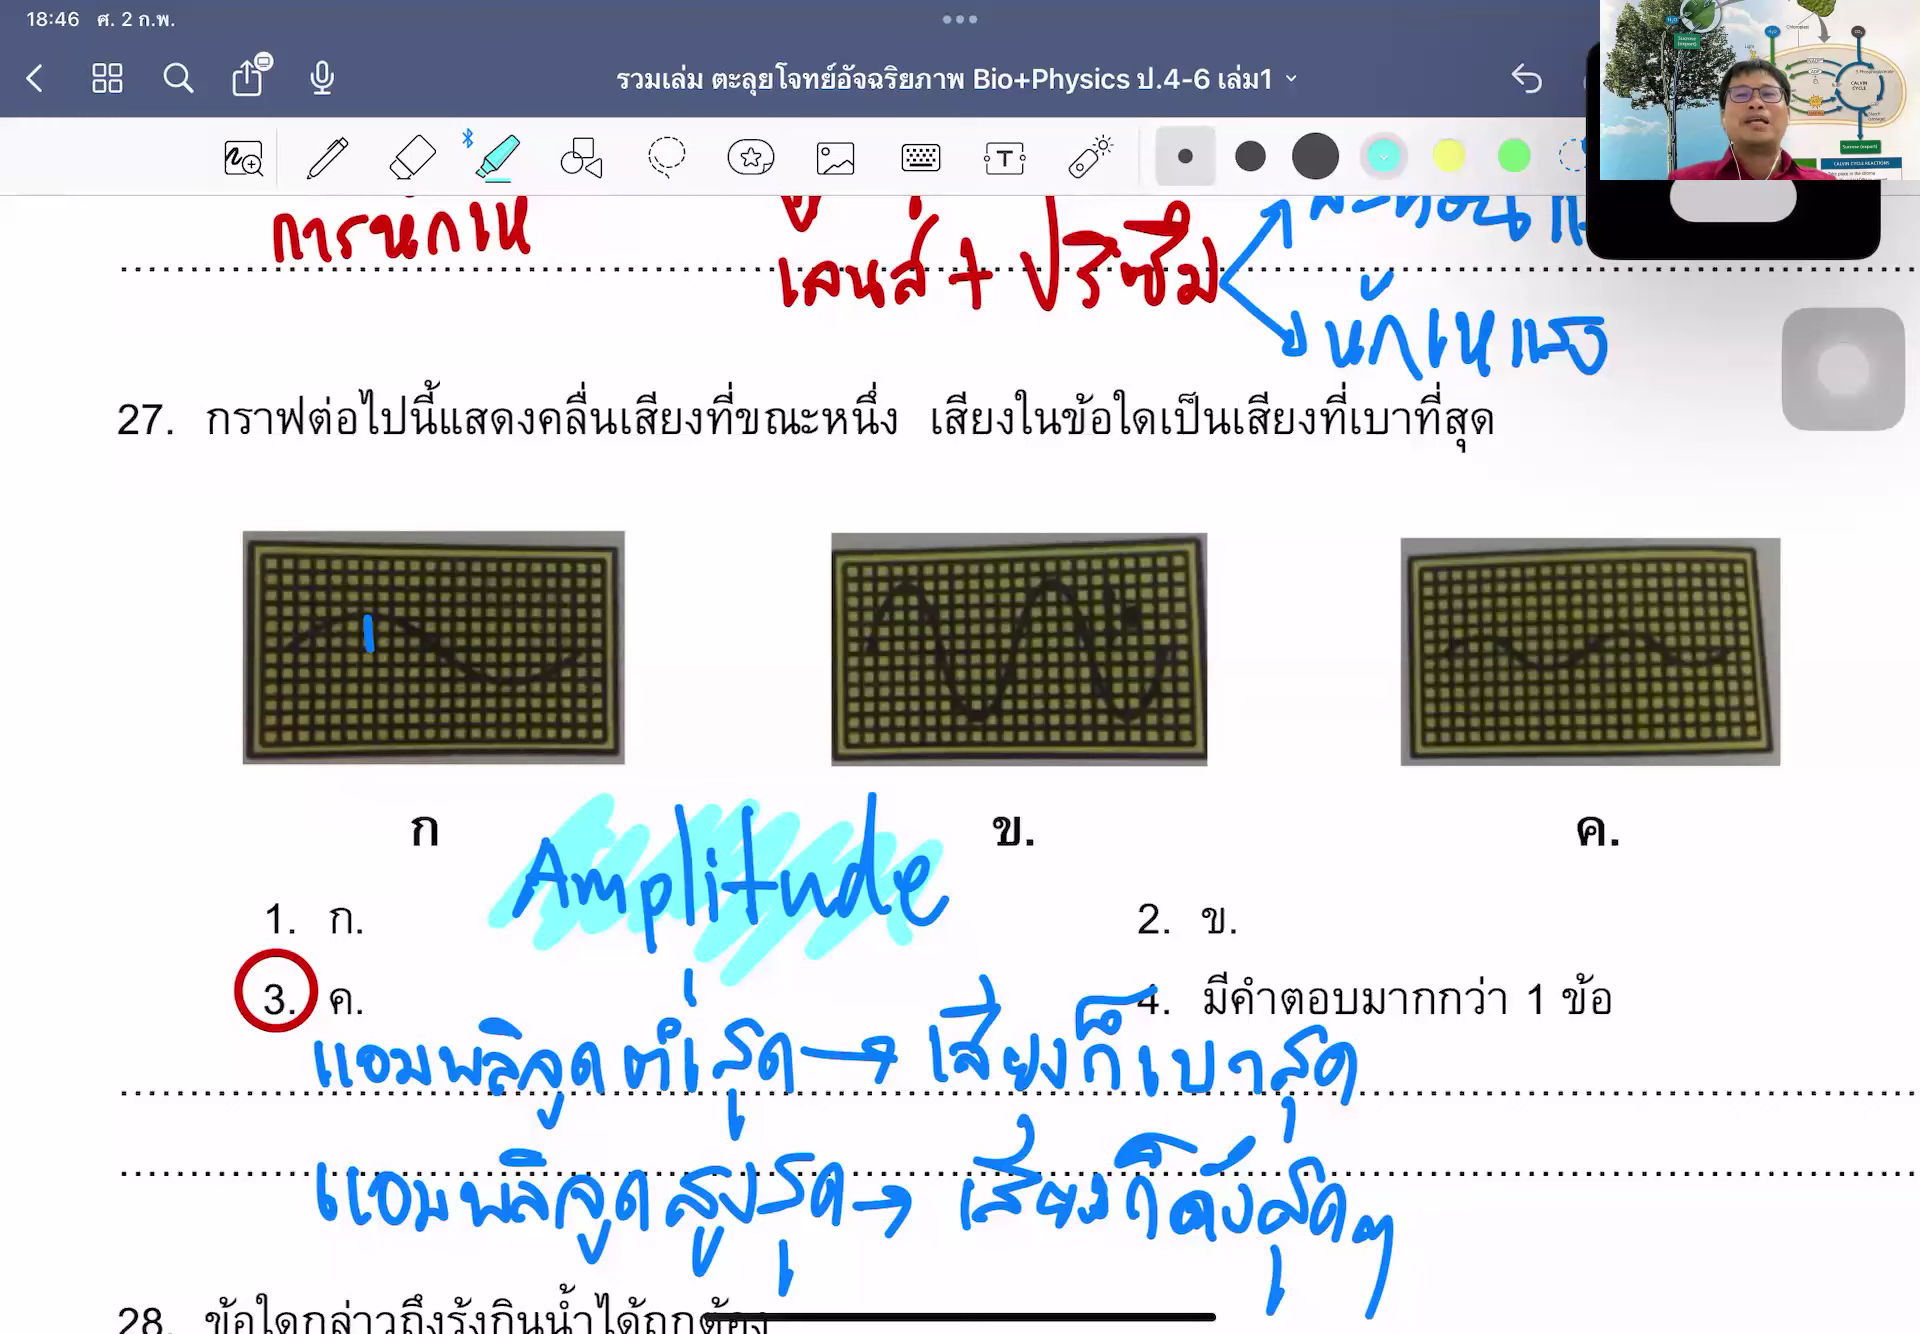 18:46 ศ. 2 ก.พ.
รวมเล่ม ตะลุยโจทย์อัจฉริยภาพ Bio+Physics ป.4-6 เล่ม1
การหักเห
เลนส์ + ปริซึม
หักเหแสง
27. กราฟต่อไปนี้แสดงคลื่นเสียงที่ขณะหนึ่ง เสียงในข้อใดเป็นเสียงที่เบาที่สุด
ก ข. ค.
Amplitude
1. ก. 2. ข.
3. ค. 4. มีคำตอบมากกว่า 1 ข้อ
แอมพลิจูดต่ำสุด → เสียงก็เบาสุด
แอมพลิจูดสูงสุด → เสียงก็ดังสุดๆ
28. ข้อใดกล่าวถึงรุ้งกินน้ำได้ถูกต้อง